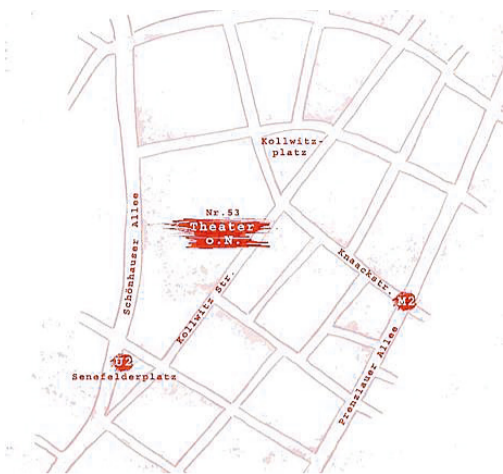 Kollwitz-
platz
Nr.53
Theater
o.N.
Schönhauser Allee
Kollwitz Str.
Knaackstr.
M2
Prenzlauer Allee
U2
Senefelderplatz